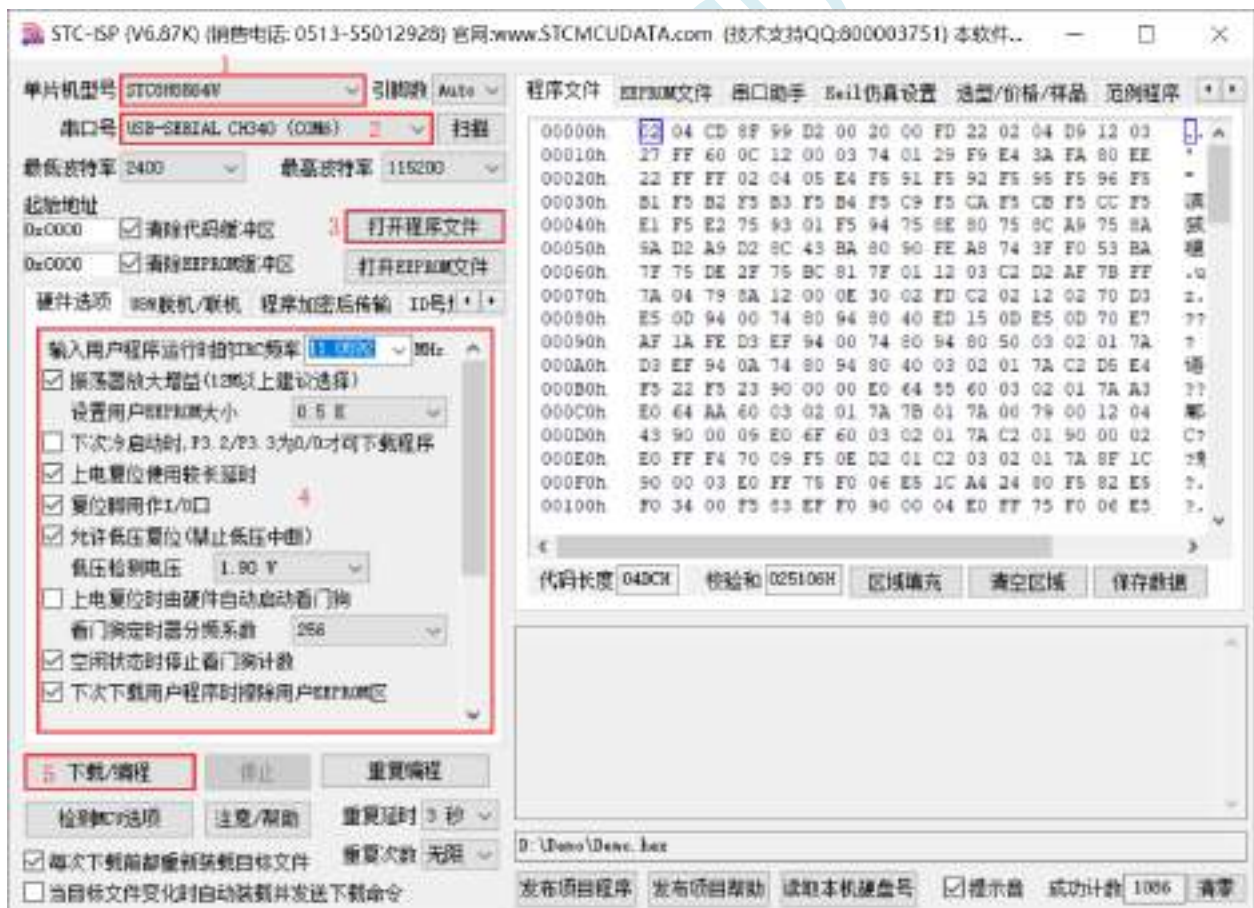 STC-ISP (V6.87K) (销售电话: 0513-55012928) 官网:www.STCMCUDATA.com (技术支持QQ:800003751) 本软件..
1
单片机型号 STC8H8K64V 引脚数 Auto
串口号 USB-SERIAL CH340 (COM6) 2 扫描
最低波特率 2400 最高波特率 115200
起始地址
0x0000 清除代码缓冲区 3 打开程序文件
0x0000 清除EEPROM缓冲区 打开EEPROM文件
硬件选项 USB脱机/联机 程序加密后传输
输入用户程序运行时的IRC频率 11.0592 MHz
振荡器放大增益(12M以上建议选择)
设置用户EEPROM大小 0.5 K
下次冷启动时,P3.2/P3.3为0/0才可下载程序
上电复位使用较长延时
复位脚用作I/O口 4
允许低压复位(禁止低压中断)
低压检测电压 1.90 V
上电复位时由硬件自动启动看门狗
看门狗定时器分频系数 256
空闲状态时停止看门狗计数
下次下载用户程序时擦除用户EEPROM区
5 下载/编程 停止 重复编程
检测MCU选项 注意/帮助 重复延时 3 秒
每次下载前都重新装载目标文件 重复次数 无限
当目标文件变化时自动装载并发送下载命令
程序文件 EEPROM文件 串口助手 Keil仿真设置 选型/价格/样品 范例程序
00000h 02 04 CD 8F 99 D2 00 20 00 FD 22 02 04 D9 12 03
00010h 27 FF 60 0C 12 00 03 74 01 29 F9 E4 3A FA 80 EE
00020h 22 FF FF 02 04 05 E4 F5 91 F5 92 F5 95 F5 96 F5
00030h B1 F5 B2 F5 B3 F5 B4 F5 C9 F5 CA F5 CB F5 CC F5
00040h E1 F5 E2 75 93 01 F5 94 75 8E 80 75 8C A9 75 8A
00050h 9A D2 A9 D2 8C 43 BA 80 90 FE A8 74 3F F0 53 BA
00060h 7F 75 DE 2F 75 BC 81 7F 01 12 03 C2 D2 AF 7B FF
00070h 7A 04 79 8A 12 00 0E 30 02 FD C2 02 12 02 70 D3
00080h E5 0D 94 00 74 80 94 80 40 ED 15 0D E5 0D 70 E7
00090h AF 1A FE D3 EF 94 00 74 80 94 80 50 03 02 01 7A
000A0h D3 EF 94 0A 74 80 94 80 40 03 02 01 7A C2 D5 E4
000B0h F5 22 F5 23 90 00 00 E0 64 55 60 03 02 01 7A A3
000C0h E0 64 AA 60 03 02 01 7A 7B 01 7A 00 79 00 12 04
000D0h 43 90 00 09 E0 6F 60 03 02 01 7A C2 01 90 00 02
000E0h E0 FF F4 70 09 F5 0E D2 01 C2 03 02 01 7A 8F 1C
000F0h 90 00 03 E0 FF 75 F0 06 E5 1C A4 24 80 F5 82 E5
00100h F0 34 00 F5 83 EF F0 90 00 04 E0 FF 75 F0 06 E5
代码长度 04DCH 校验和 025106H 区域填充 清空区域 保存数据
D:\Demo\Demo.hex
发布项目程序 发布项目帮助 读取本机硬盘号 提示音 成功计数 1086 清零